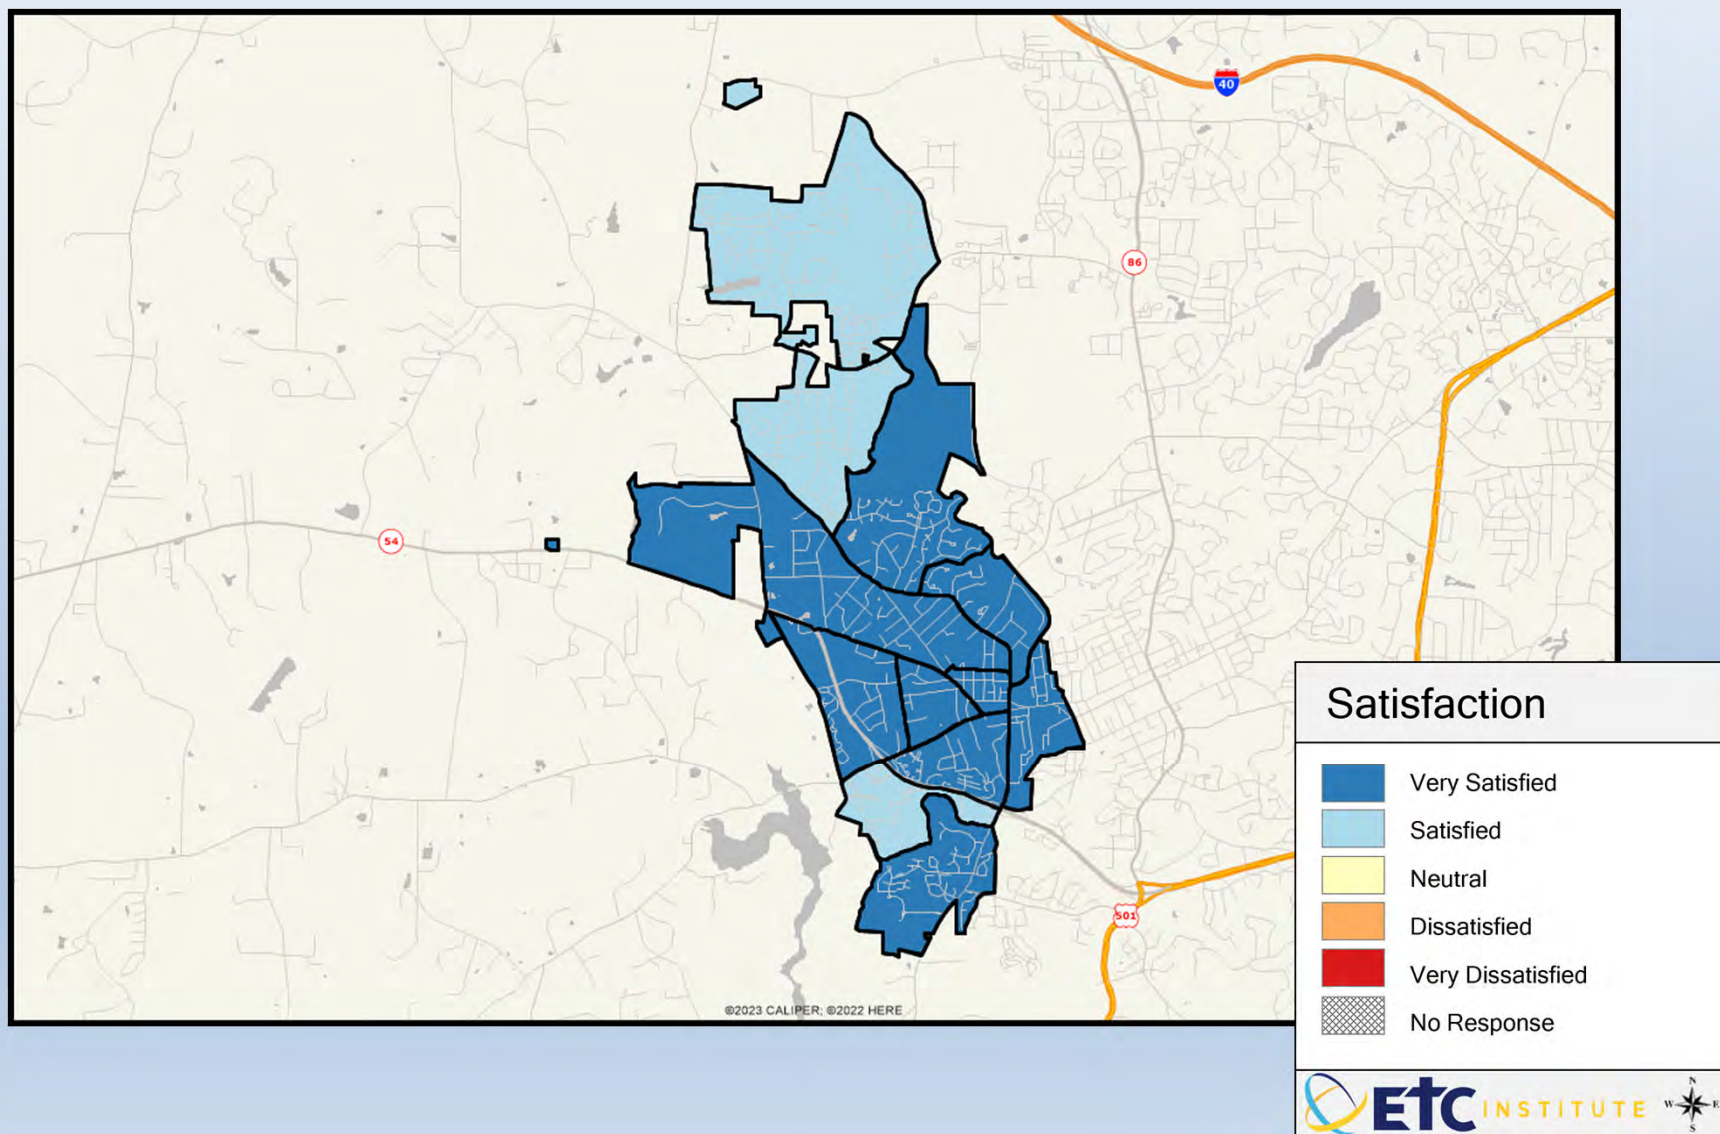 40
86
54
501
©2023 CALIPER; ©2022 HERE
Satisfaction
Very Satisfied
Satisfied
Neutral
Dissatisfied
Very Dissatisfied
No Response
ETC INSTITUTE
N
W E
S